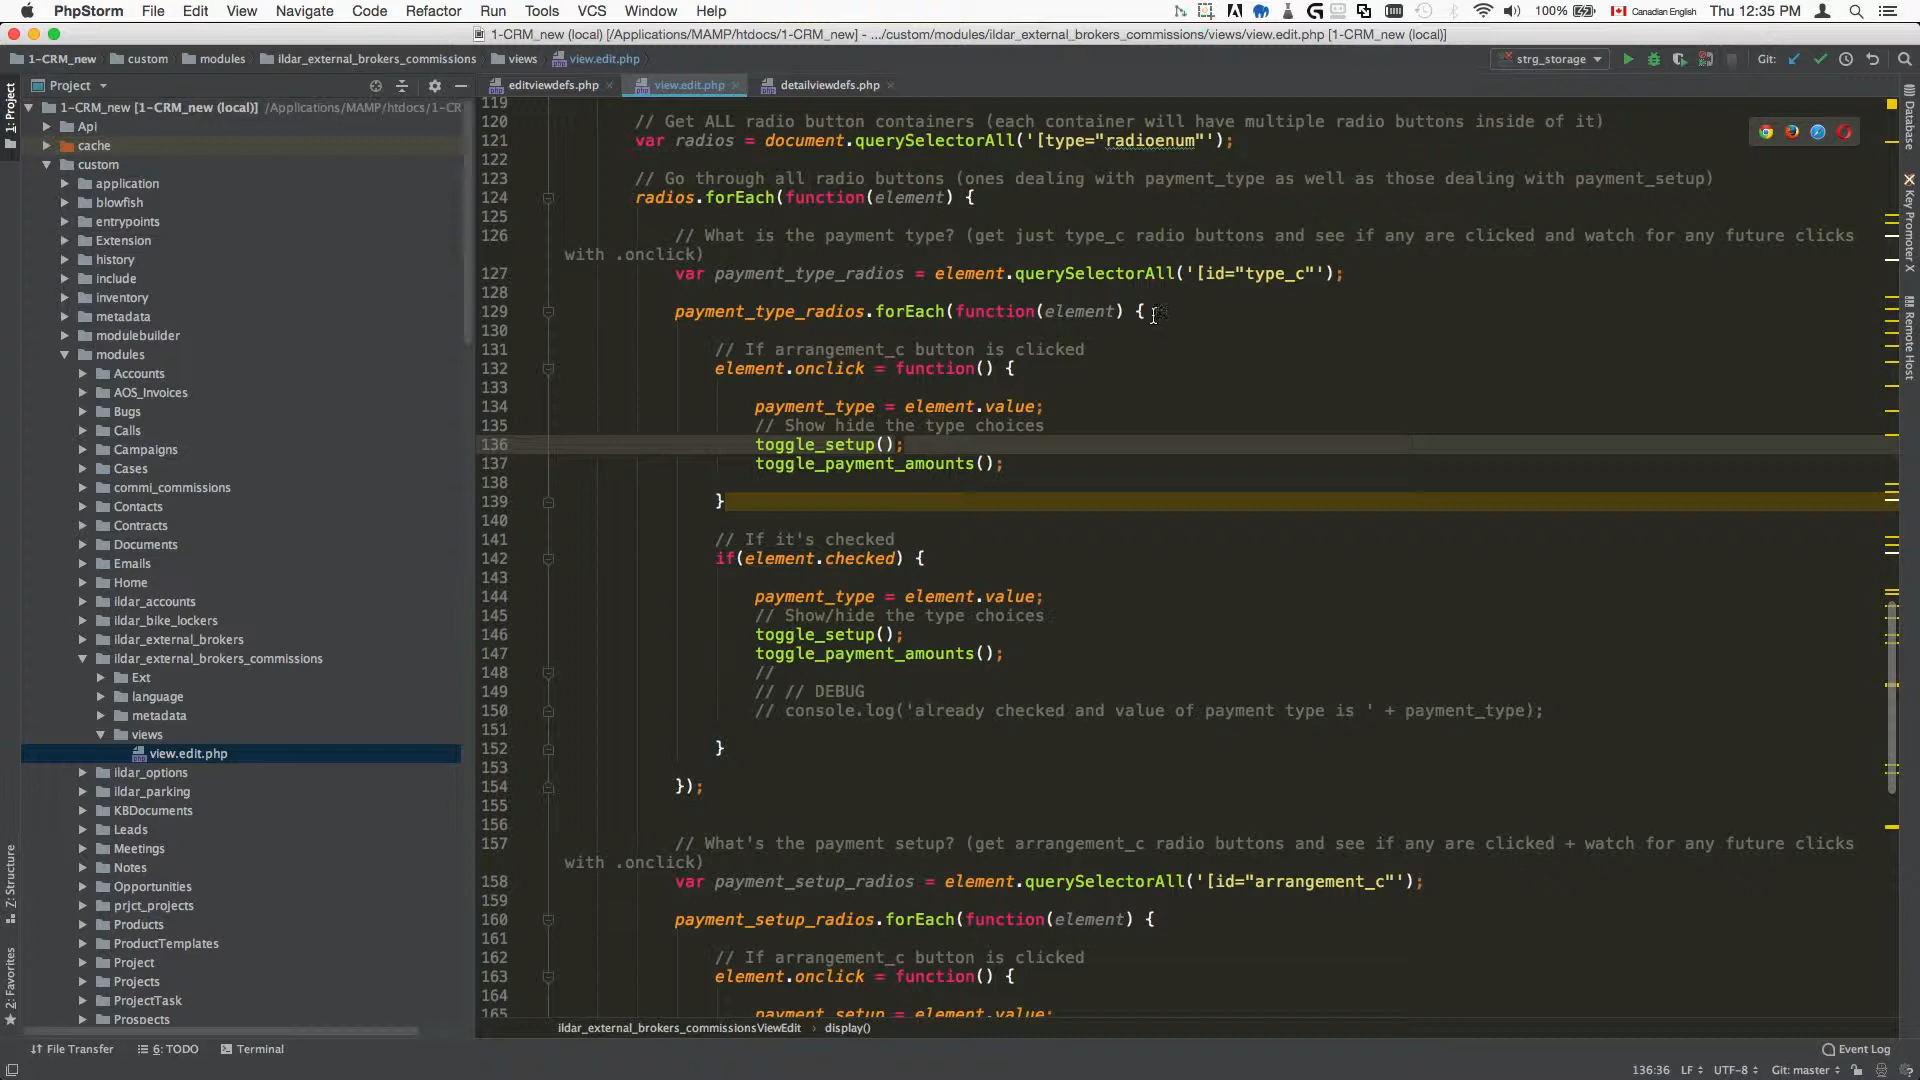 PhpStorm File Edit View Navigate Code Refactor Run Tools VCS Window Help 100% Canadian English Thu 12:35 PM
1-CRM_new (local) [/Applications/MAMP/htdocs/1-CRM_new] - .../custom/modules/ildar_external_brokers_commissions/views/view.edit.php [1-CRM_new (local)]
1-CRM_new custom modules ildar_external_brokers_commissions views view.edit.php strg_storage Git:
Project editviewdefs.php view.edit.php detailviewdefs.php
1: Project
Z: Structure
2: Favorites
Database
Key Promoter X
Remote Host
1-CRM_new [1-CRM_new (local)] /Applications/MAMP/htdocs/1-CR
Api
cache
custom
application
blowfish
entrypoints
Extension
history
include
inventory
metadata
modulebuilder
modules
Accounts
AOS_Invoices
Bugs
Calls
Campaigns
Cases
commi_commissions
Contacts
Contracts
Documents
Emails
Home
ildar_accounts
ildar_bike_lockers
ildar_external_brokers
ildar_external_brokers_commissions
Ext
language
metadata
views
view.edit.php
ildar_options
ildar_parking
KBDocuments
Leads
Meetings
Notes
Opportunities
prjct_projects
Products
ProductTemplates
Project
Projects
ProjectTask
Prospects
119
120 // Get ALL radio button containers (each container will have multiple radio buttons inside of it)
121 var radios = document.querySelectorAll('[type="radioenum"');
122
123 // Go through all radio buttons (ones dealing with payment_type as well as those dealing with payment_setup)
124 radios.forEach(function(element) {
125
126 // What is the payment type? (get just type_c radio buttons and see if any are clicked and watch for any future clicks
with .onclick)
127 var payment_type_radios = element.querySelectorAll('[id="type_c"');
128
129 payment_type_radios.forEach(function(element) {
130
131 // If arrangement_c button is clicked
132 element.onclick = function() {
133
134 payment_type = element.value;
135 // Show hide the type choices
136 toggle_setup();
137 toggle_payment_amounts();
138
139 }
140
141 // If it's checked
142 if(element.checked) {
143
144 payment_type = element.value;
145 // Show/hide the type choices
146 toggle_setup();
147 toggle_payment_amounts();
148 //
149 // // DEBUG
150 // console.log('already checked and value of payment type is ' + payment_type);
151
152 }
153
154 });
155
156
157 // What's the payment setup? (get arrangement_c radio buttons and see if any are clicked + watch for any future clicks
with .onclick)
158 var payment_setup_radios = element.querySelectorAll('[id="arrangement_c"');
159
160 payment_setup_radios.forEach(function(element) {
161
162 // If arrangement_c button is clicked
163 element.onclick = function() {
164
165 payment_setup = element.value;
ildar_external_brokers_commissionsViewEdit › display()
File Transfer 6: TODO Terminal Event Log
136:36 LF UTF-8 Git: master